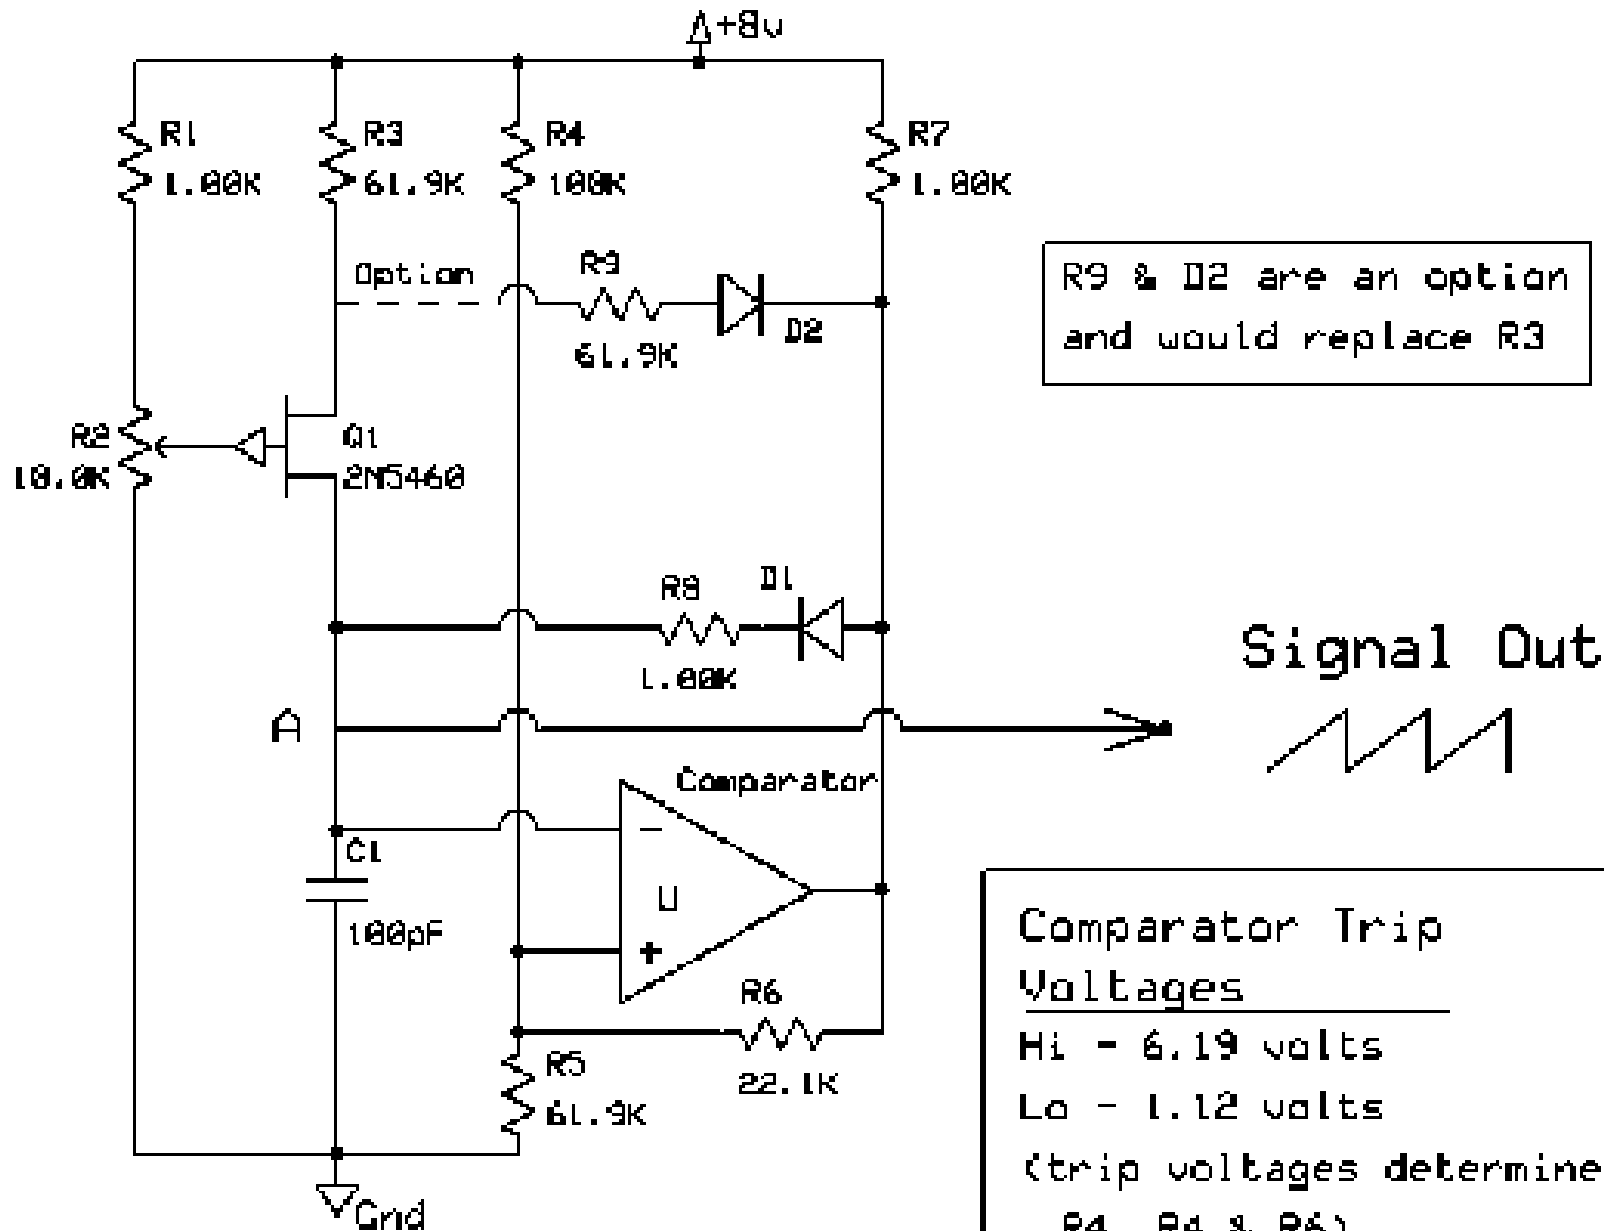 +8v
R1
1.00K
R3
61.9K
R4
100K
R7
1.00K
Option
R9
61.9K
D2
R9 & D2 are an option
and would replace R3
R2
10.0K
Q1
2N5460
R8
1.00K
D1
A
Signal Out
Comparator
-
U
+
C1
100pF
R6
22.1K
R5
61.9K
Gnd
Comparator Trip
Voltages
Hi - 6.19 volts
Lo - 1.12 volts
(trip voltages determine
R4, R4 & R6)